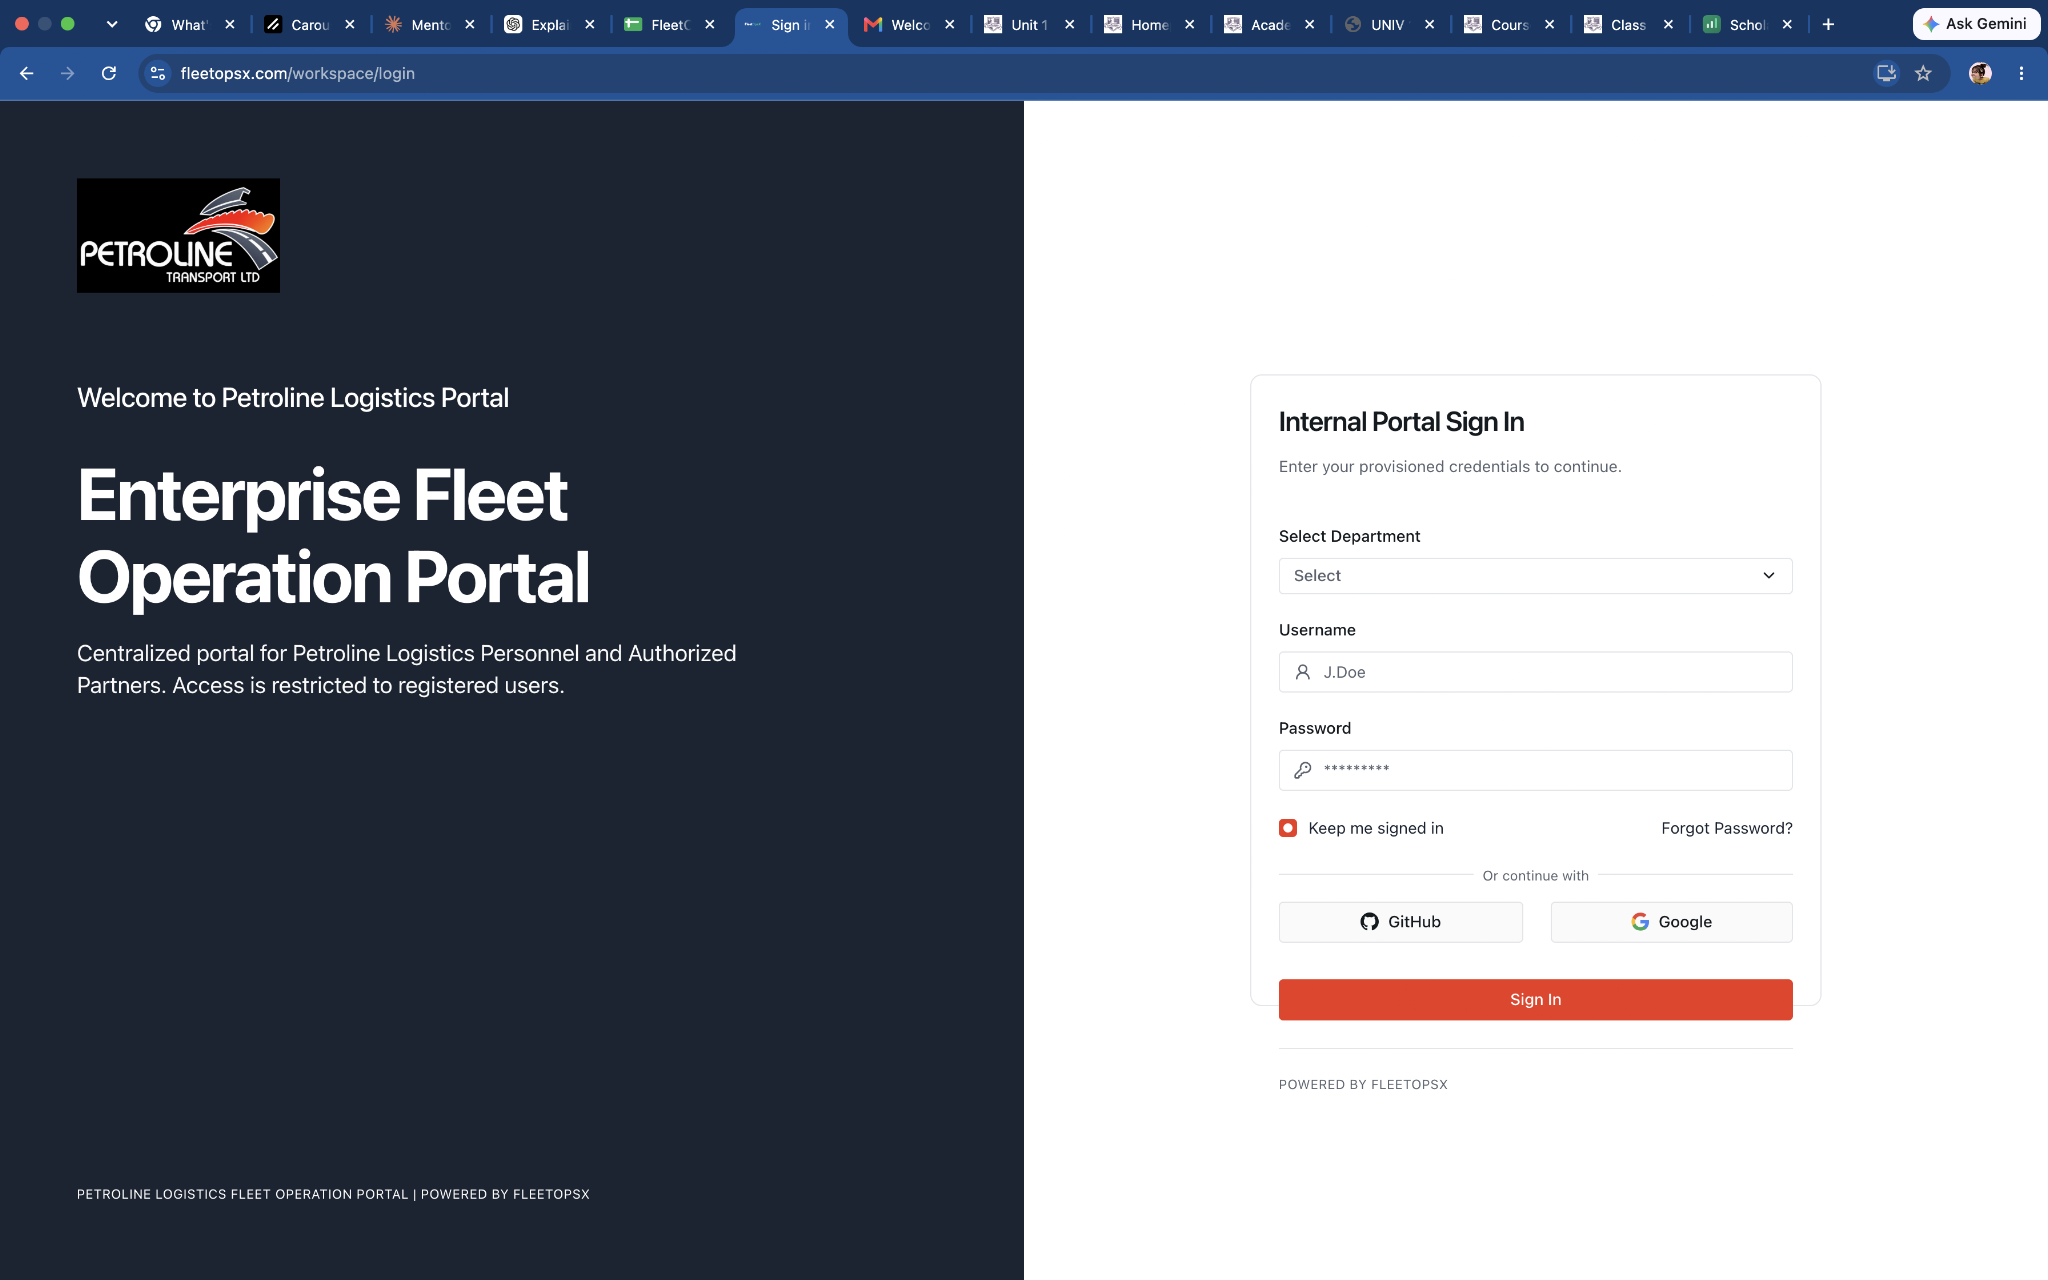 What'
Carou
Mento
Explai
FleetO
Sign i
Welco
Unit 1
Home
Acade
UNIV
Cours
Class
Schol
Ask Gemini
fleetopsx.com/workspace/login
PETROLINE
TRANSPORT LTD
Welcome to Petroline Logistics Portal
Enterprise Fleet
Operation Portal
Centralized portal for Petroline Logistics Personnel and Authorized
Partners. Access is restricted to registered users.
PETROLINE LOGISTICS FLEET OPERATION PORTAL | POWERED BY FLEETOPSX
Internal Portal Sign In
Enter your provisioned credentials to continue.
Select Department
Select
Username
J.Doe
Password
*********
Keep me signed in
Forgot Password?
Or continue with
GitHub
Google
Sign In
POWERED BY FLEETOPSX